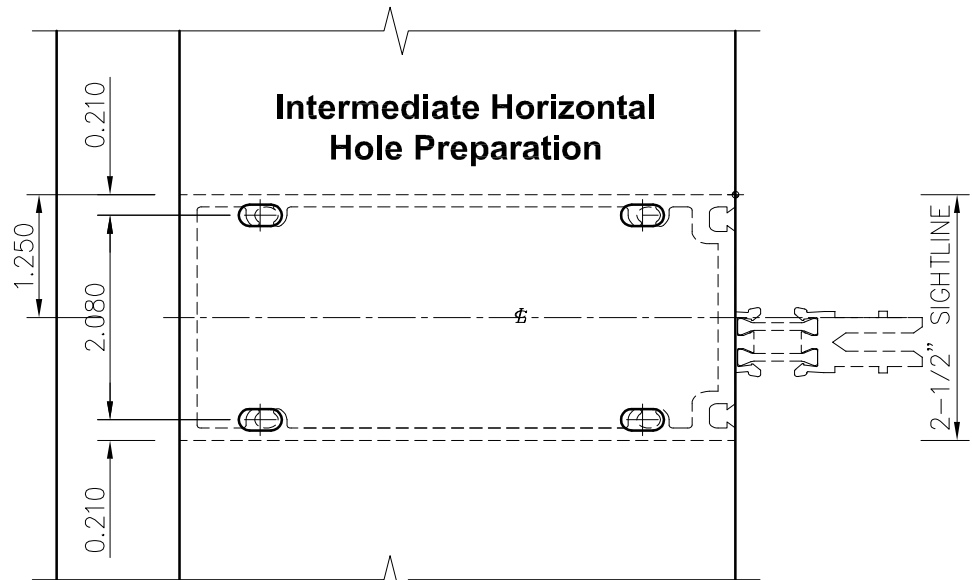 Intermediate Horizontal
Hole Preparation
0.210
1.250
2.080
0.210
2-1/2" SIGHTLINE
℄